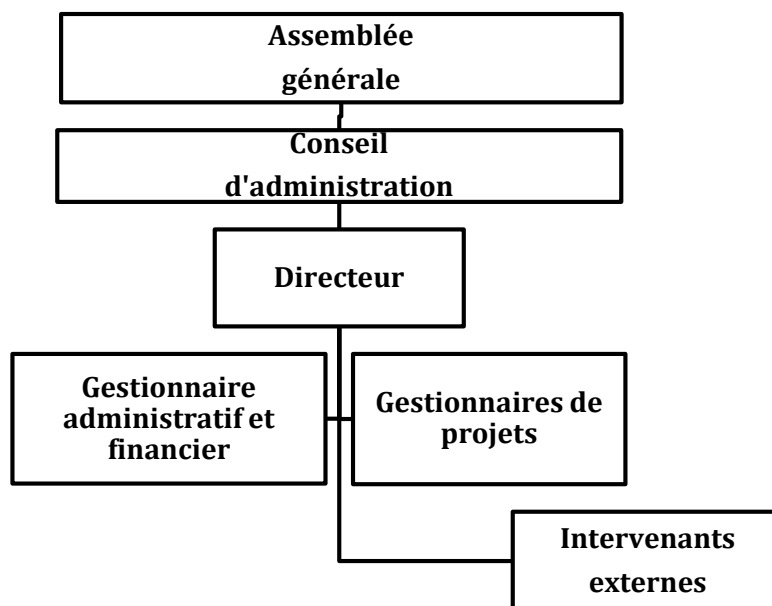 Assemblée
générale
Conseil
d'administration
Directeur
Gestionnaire
administratif et
financier
Gestionnaires de
projets
Intervenants
externes